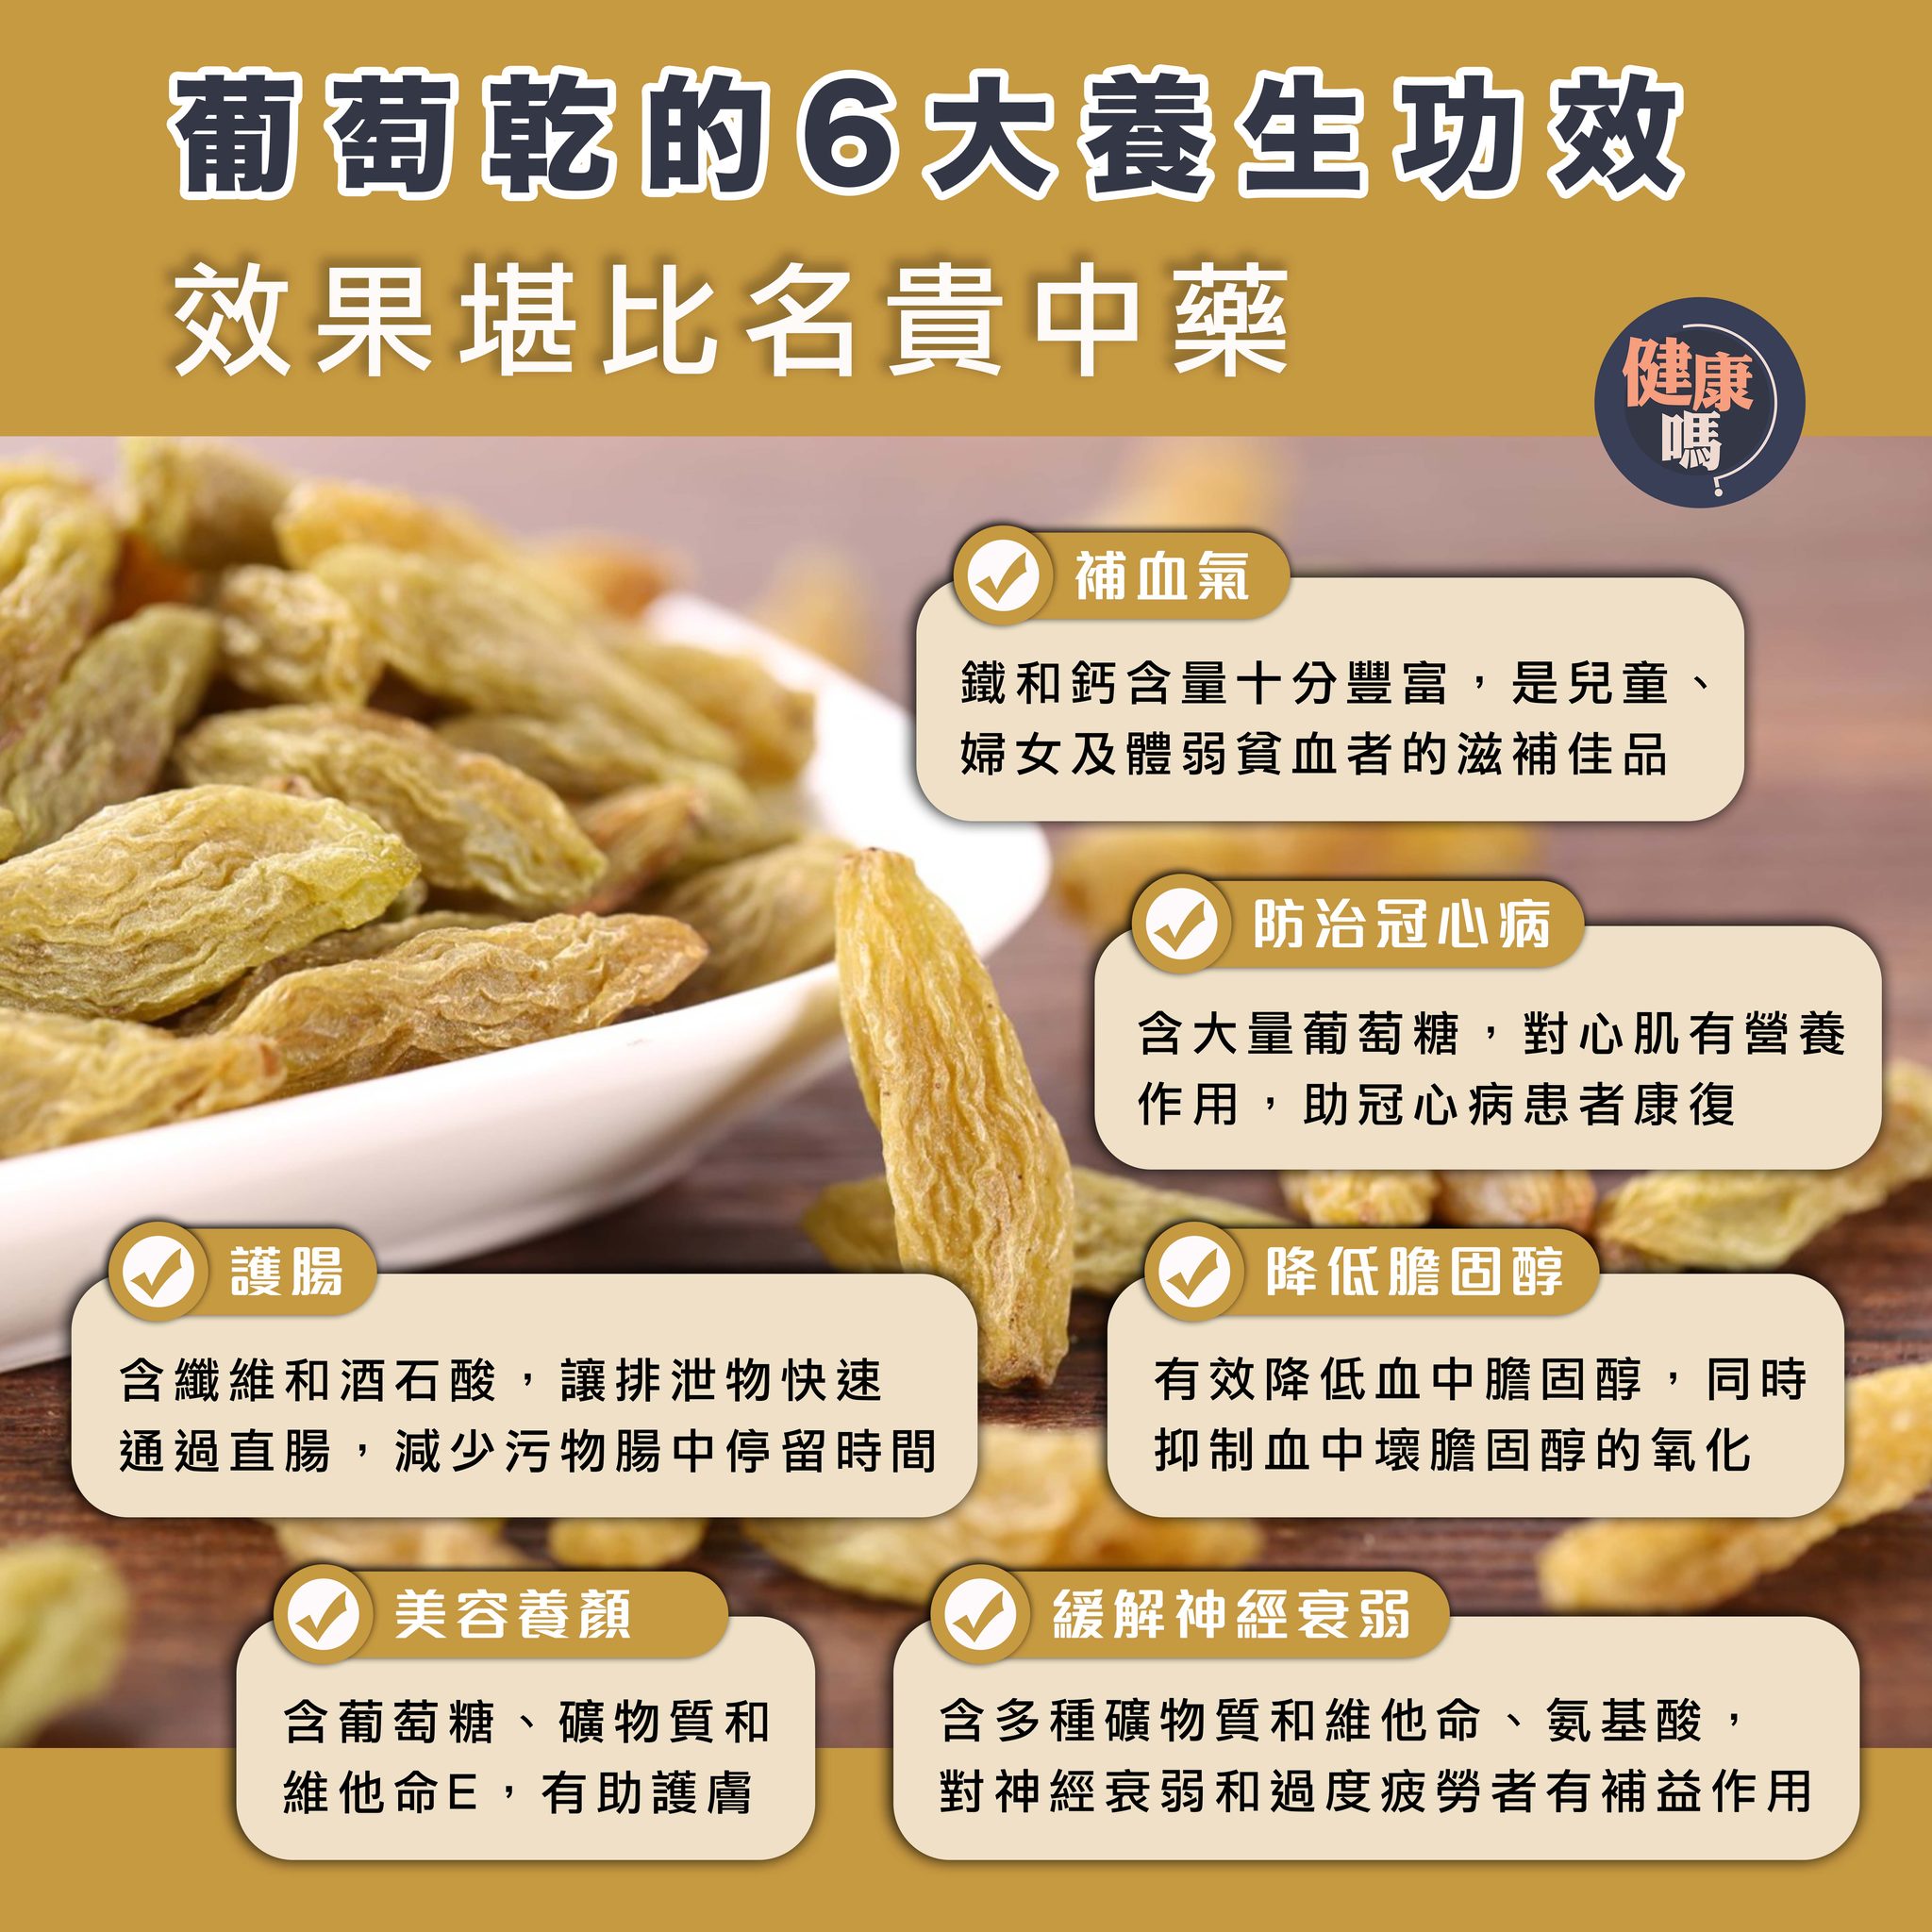 葡萄乾的6大養生功效
效果堪比名貴中藥
健康
嗎?
補血氣
鐵和鈣含量十分豐富，是兒童、
婦女及體弱貧血者的滋補佳品
防治冠心病
含大量葡萄糖，對心肌有營養
作用，助冠心病患者康復
護腸
含纖維和酒石酸，讓排泄物快速
通過直腸，減少污物腸中停留時間
降低膽固醇
有效降低血中膽固醇，同時
抑制血中壞膽固醇的氧化
美容養顏
含葡萄糖、礦物質和
維他命E，有助護膚
緩解神經衰弱
含多種礦物質和維他命、氨基酸，
對神經衰弱和過度疲勞者有補益作用